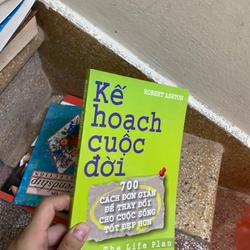 ROBERT ASHTON
Kế
hoạch
cuộc
đời
700
CÁCH ĐƠN GIẢN
ĐỂ THAY ĐỔI
CHO CUỘC SỐNG
TỐT ĐẸP HƠN
The Life Plan